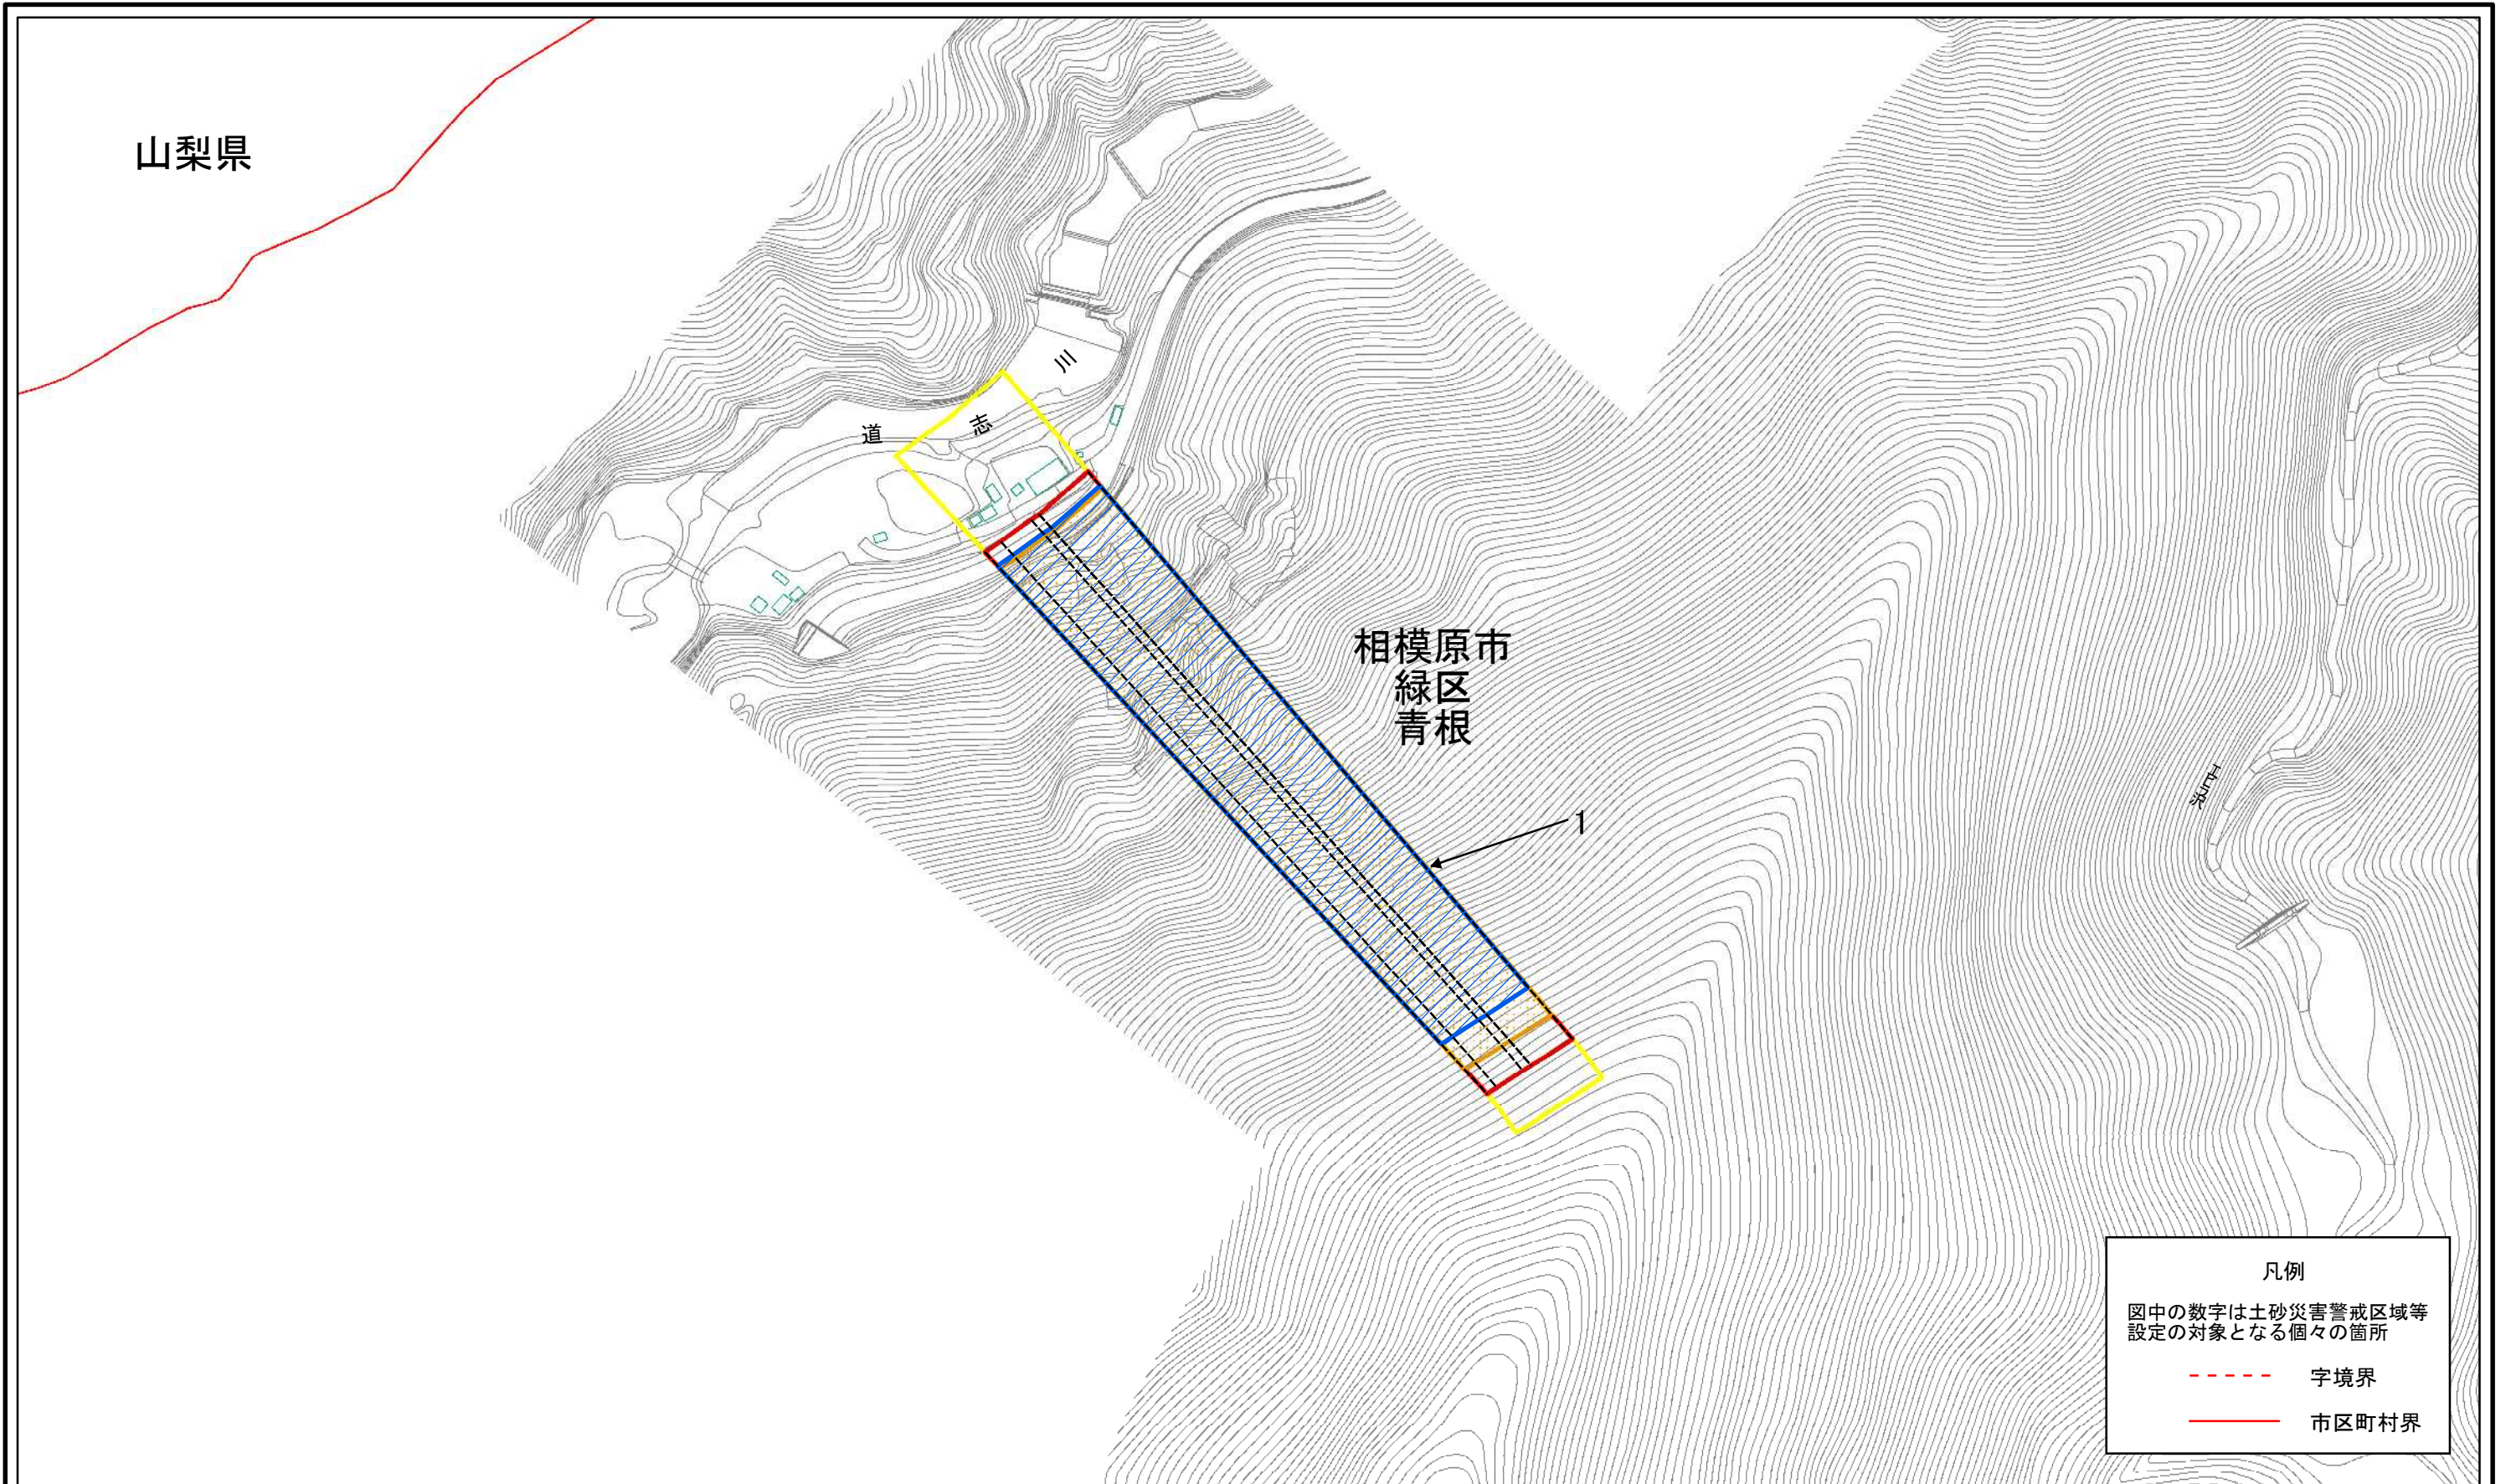 山梨県
道志川
相模原市
緑区
青根
1
凡例
図中の数字は土砂災害警戒区域等
設定の対象となる個々の箇所
字境界
市区町村界